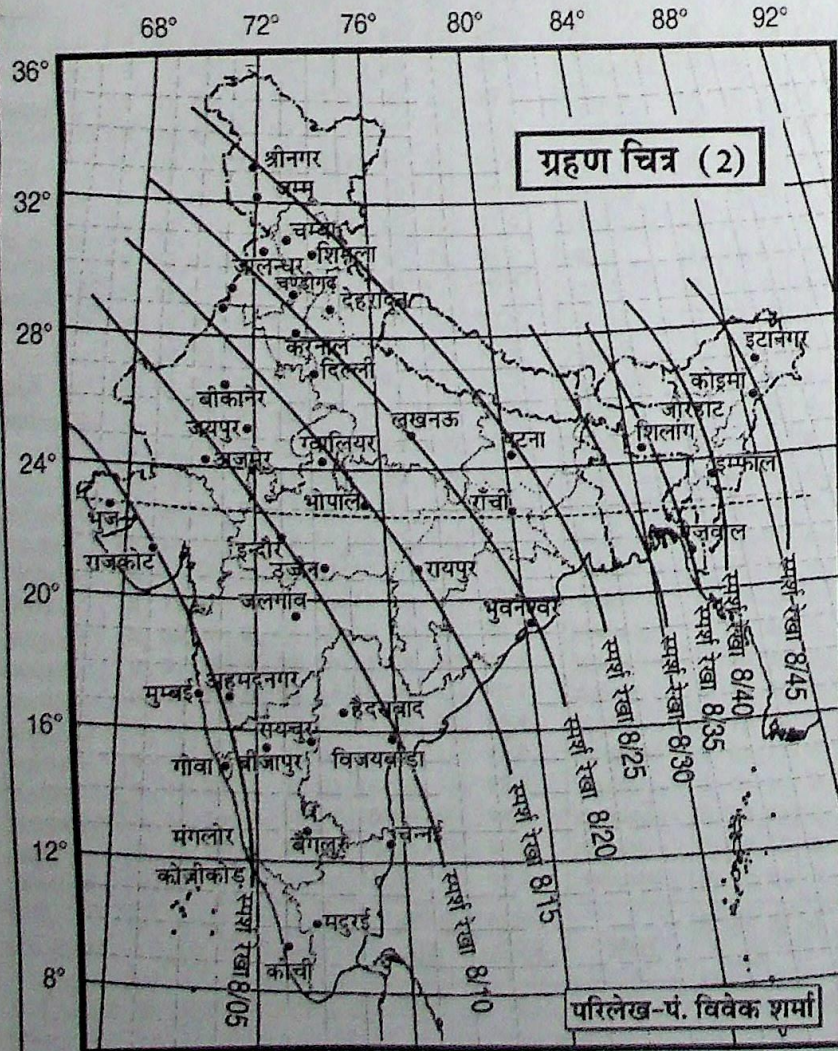 68° 72° 76° 80° 84° 88° 92°
36°
ग्रहण चित्र (2)
श्रीनगर
जम्मू
32°
चम्बा
शिमला
जालन्धर
चण्डीगढ़
देहरादून
28°
करनाल
दिल्ली
इटानगर
कोइमा
बीकानेर
जोरहाट
जयपुर
ग्वालियर
लखनऊ
पटना
शिलांग
24°
अजमेर
इम्फाल
भोपाल
राँची
भुज
राजकोट
इन्दौर
उज्जैन
रायपुर
20°
जलगाँव
भुवनेश्वर
मुम्बई
अहमदनगर
हैदराबाद
16°
रायचुर
गोवा
बीजापुर
विजयवाड़ा
मंगलोर
बैंगलुरु
चेन्नई
12°
कोज़ीकोड़
मदुरई
कोची
8°
स्पर्श रेखा 8/05
स्पर्श रेखा 8/10
स्पर्श रेखा 8/15
स्पर्श रेखा 8/20
स्पर्श रेखा 8/25
स्पर्श रेखा 8/30
स्पर्श रेखा 8/35
स्पर्श रेखा 8/40
स्पर्श रेखा 8/45
परिलेख-पं. विवेक शर्मा